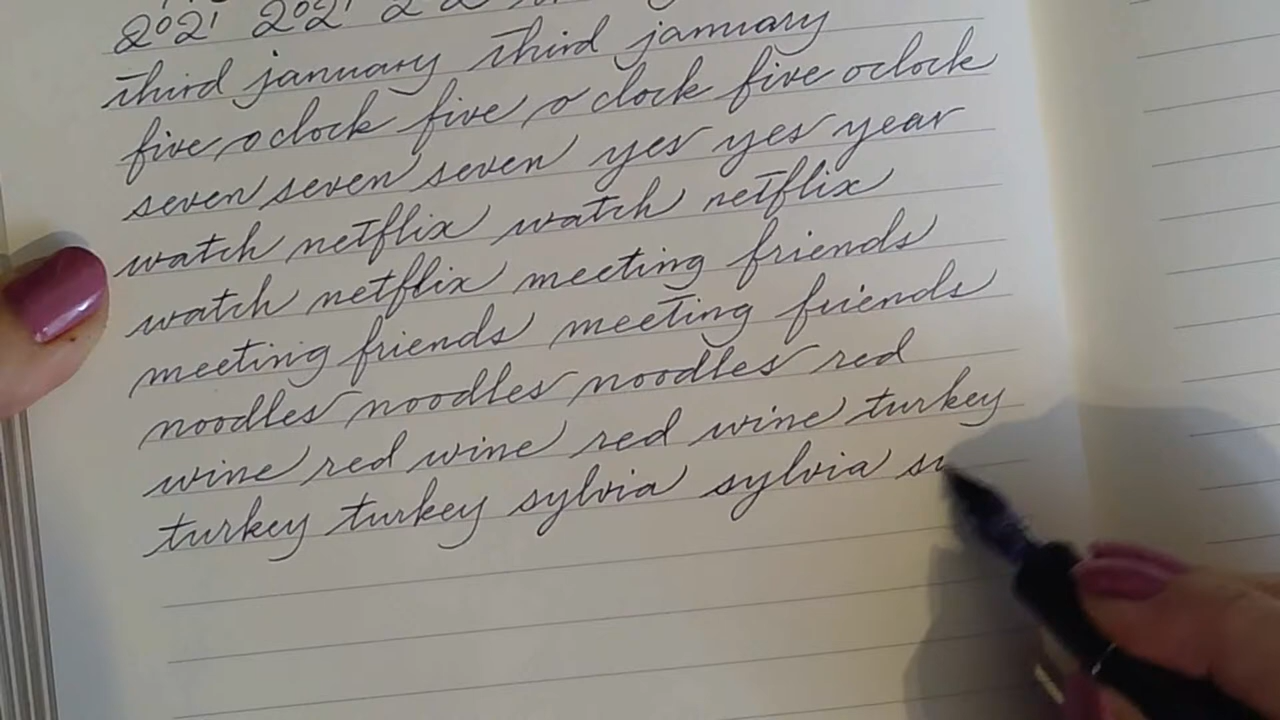 2021 2021
third january third january
five oclock five o'clock five oclock
seven seven seven yes yes year
watch netflix watch netflix
watch netflix meeting friends
meeting friends meeting friends
noodles noodles noodles red
wine red wine red wine turkey
turkey turkey sylvia sylvia